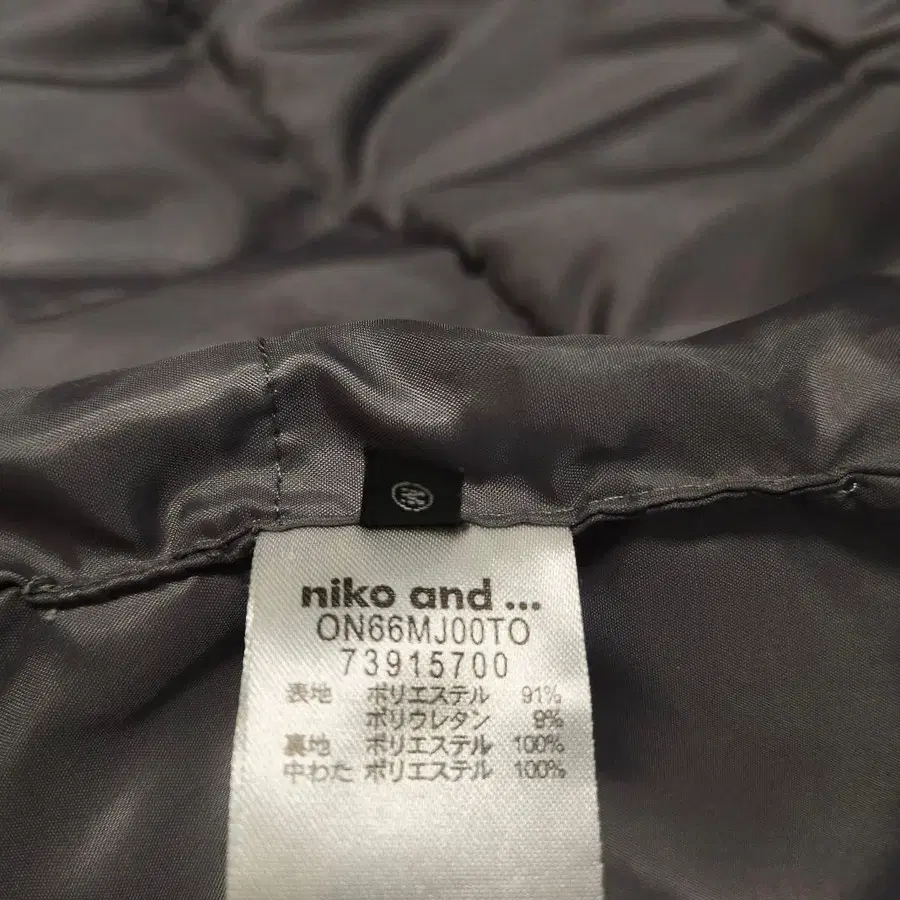 niko and ...
ON66MJ00TO
73915700
表地 ポリエステル 91%
ポリウレタン 9%
裏地 ポリエステル 100%
中わた ポリエステル 100%